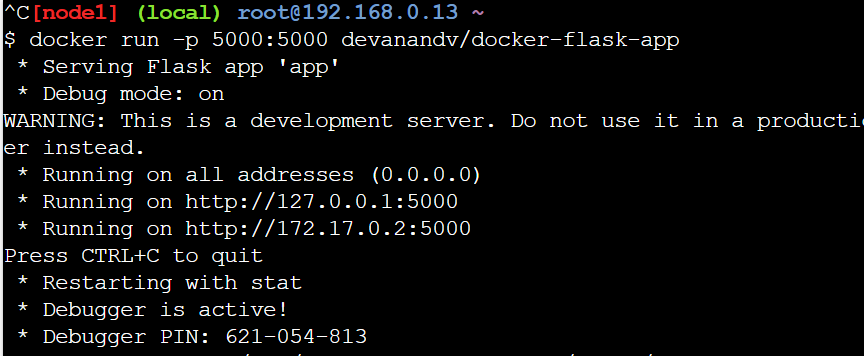 ^C[node1] (local) root@192.168.0.13 ~
$ docker run -p 5000:5000 devanandv/docker-flask-app
 * Serving Flask app 'app'
 * Debug mode: on
WARNING: This is a development server. Do not use it in a producti
er instead.
 * Running on all addresses (0.0.0.0)
 * Running on http://127.0.0.1:5000
 * Running on http://172.17.0.2:5000
Press CTRL+C to quit
 * Restarting with stat
 * Debugger is active!
 * Debugger PIN: 621-054-813